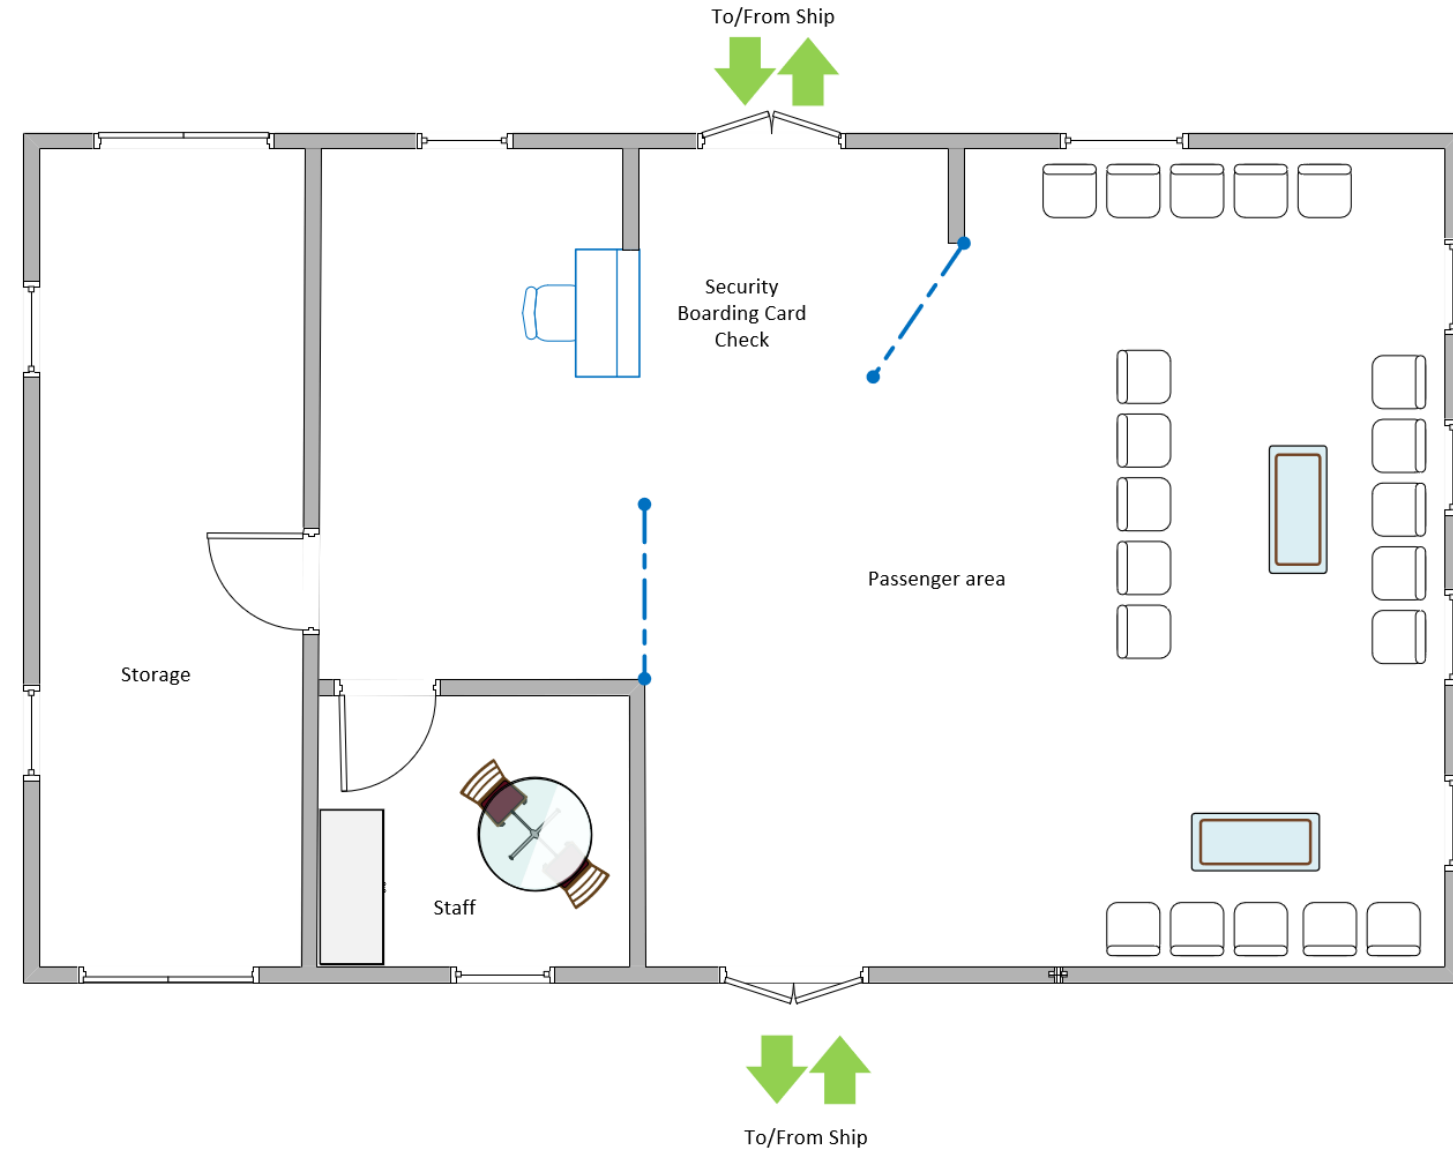 To/From Ship
Security
Boarding Card
Check
Passenger area
Storage
Staff
To/From Ship